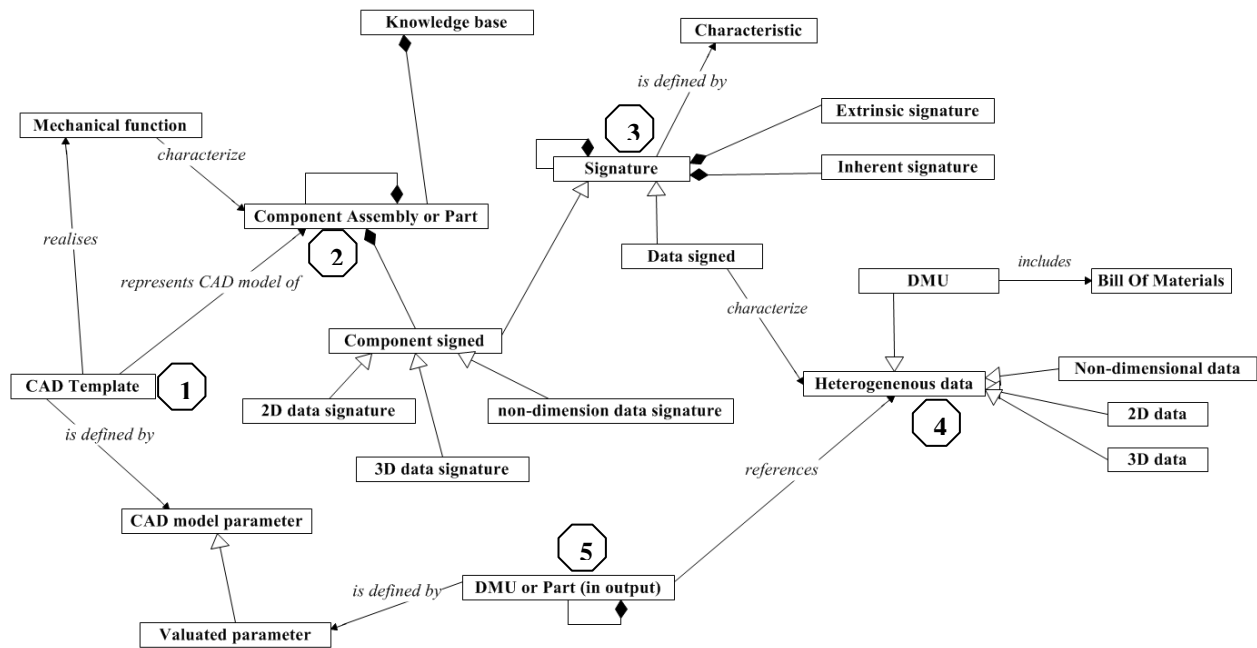 Knowledge base
Characteristic
is defined by
Mechanical function
3
Extrinsic signature
characterize
Signature
Inherent signature
Component Assembly or Part
realises
2
Data signed
represents CAD model of
DMU
includes
Bill Of Materials
characterize
Component signed
CAD Template
1
Heterogenenous data
Non-dimensional data
2D data signature
non-dimension data signature
4
2D data
is defined by
3D data signature
references
3D data
CAD model parameter
5
is defined by
DMU or Part (in output)
Valuated parameter